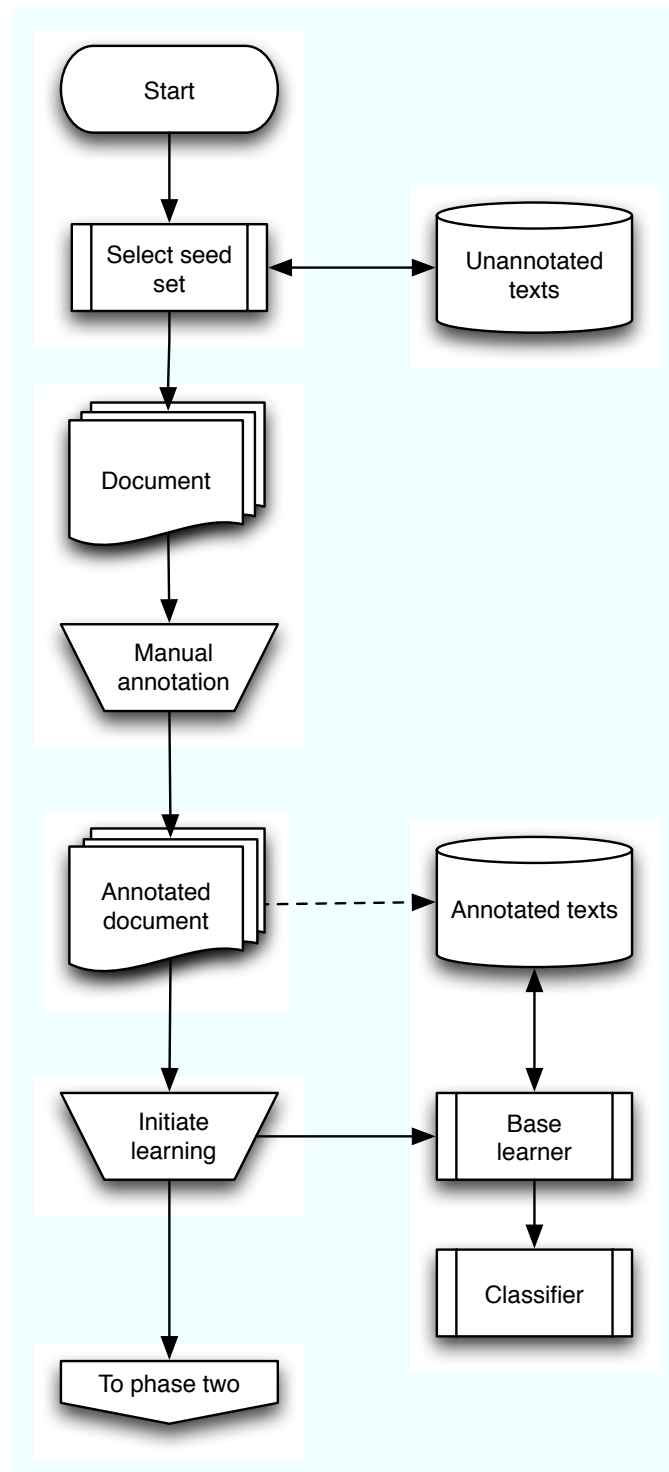 Start
Select seed
set
Unannotated
texts
Document
Manual
annotation
Annotated
document
Annotated texts
Initiate
learning
Base
learner
Classifier
To phase two